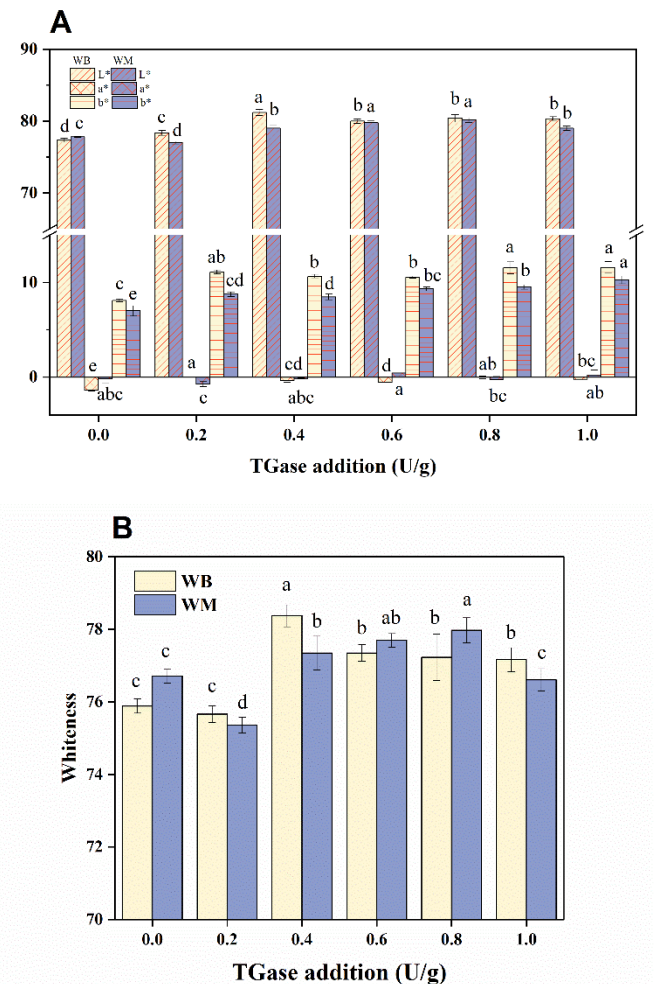 A
WB WM
L* L*
a* a*
b* b*
90
80
70
10
0
d c c d a b b a b a b b
c e ab cd b d b bc a b a a
e a cd d ab bc
abc c abc a bc ab
0.0 0.2 0.4 0.6 0.8 1.0
TGase addition (U/g)
B
WB
WM
Whiteness
80
78
76
74
72
70
c c c d a b b ab b a b c
0.0 0.2 0.4 0.6 0.8 1.0
TGase addition (U/g)